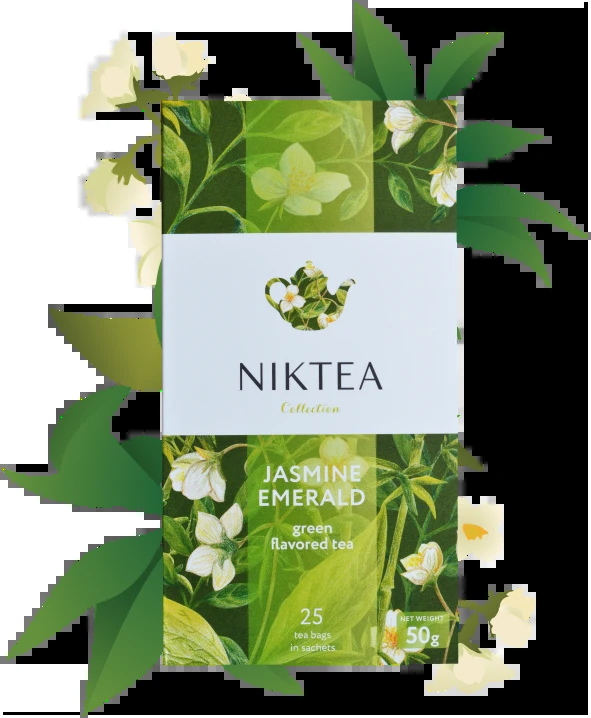 NIKTEA
Collection
JASMINE
EMERALD
green
flavored tea
25
tea bags
in sachets
NET WEIGHT
50g